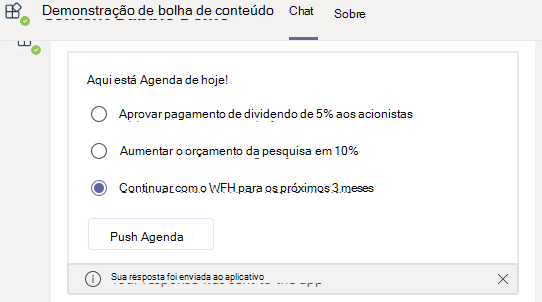 Demonstração de bolha de conteúdo
Chat
Sobre
Aqui está Agenda de hoje!
Aprovar pagamento de dividendo de 5% aos acionistas
Aumentar o orçamento da pesquisa em 10%
Continuar com o WFH para os próximos 3 meses
Push Agenda
Sua resposta foi enviada ao aplicativo